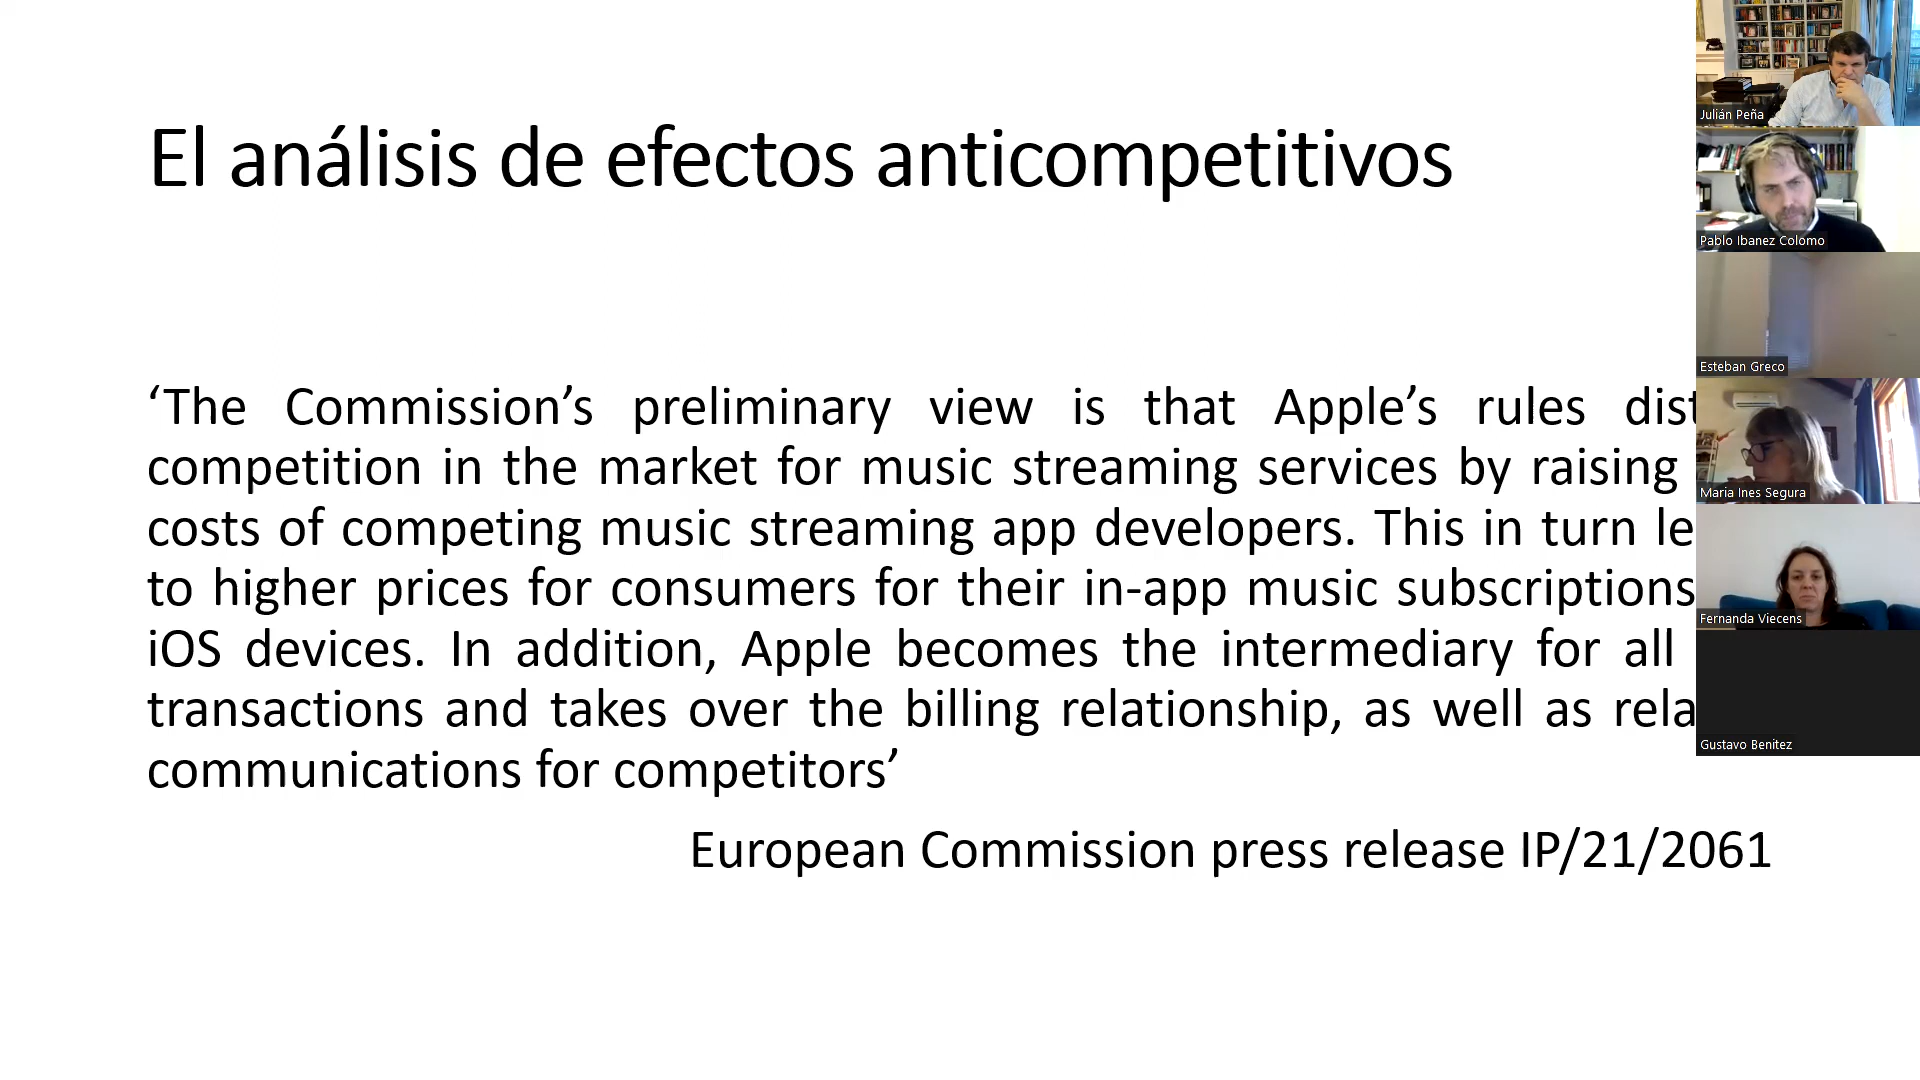 El análisis de efectos anticompetitivos
‘The Commission’s preliminary view is that Apple’s rules
competition in the market for music streaming services by raising
costs of competing music streaming app developers. This in turn
to higher prices for consumers for their in-app music subscriptions
iOS devices. In addition, Apple becomes the intermediary for all
transactions and takes over the billing relationship, as well as
communications for competitors’
European Commission press release IP/21/2061
Julián Peña
Pablo Ibanez Colomo
Esteban Greco
Maria Ines Segura
Fernanda Viecens
Gustavo Benitez